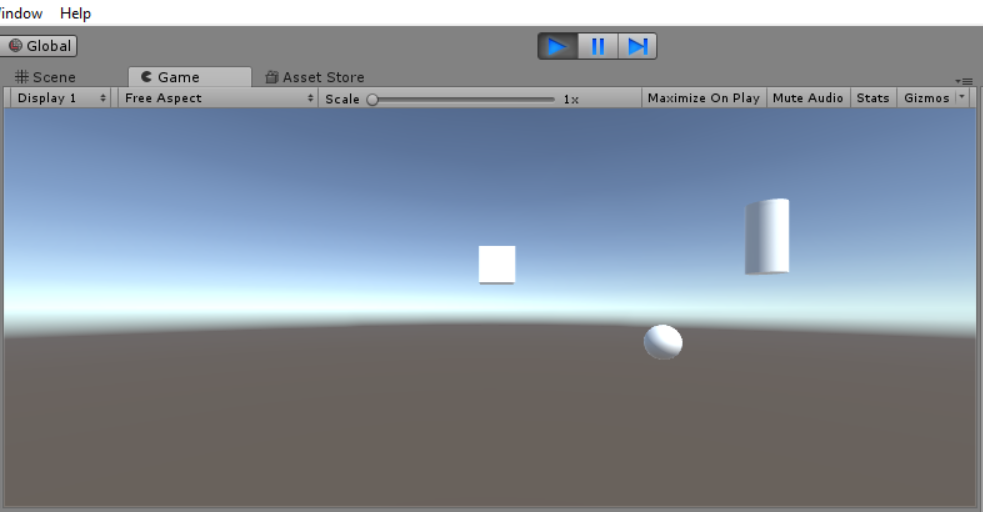 Window Help
Global
Scene Game Asset Store
Display 1 Free Aspect Scale 1x Maximize On Play Mute Audio Stats Gizmos